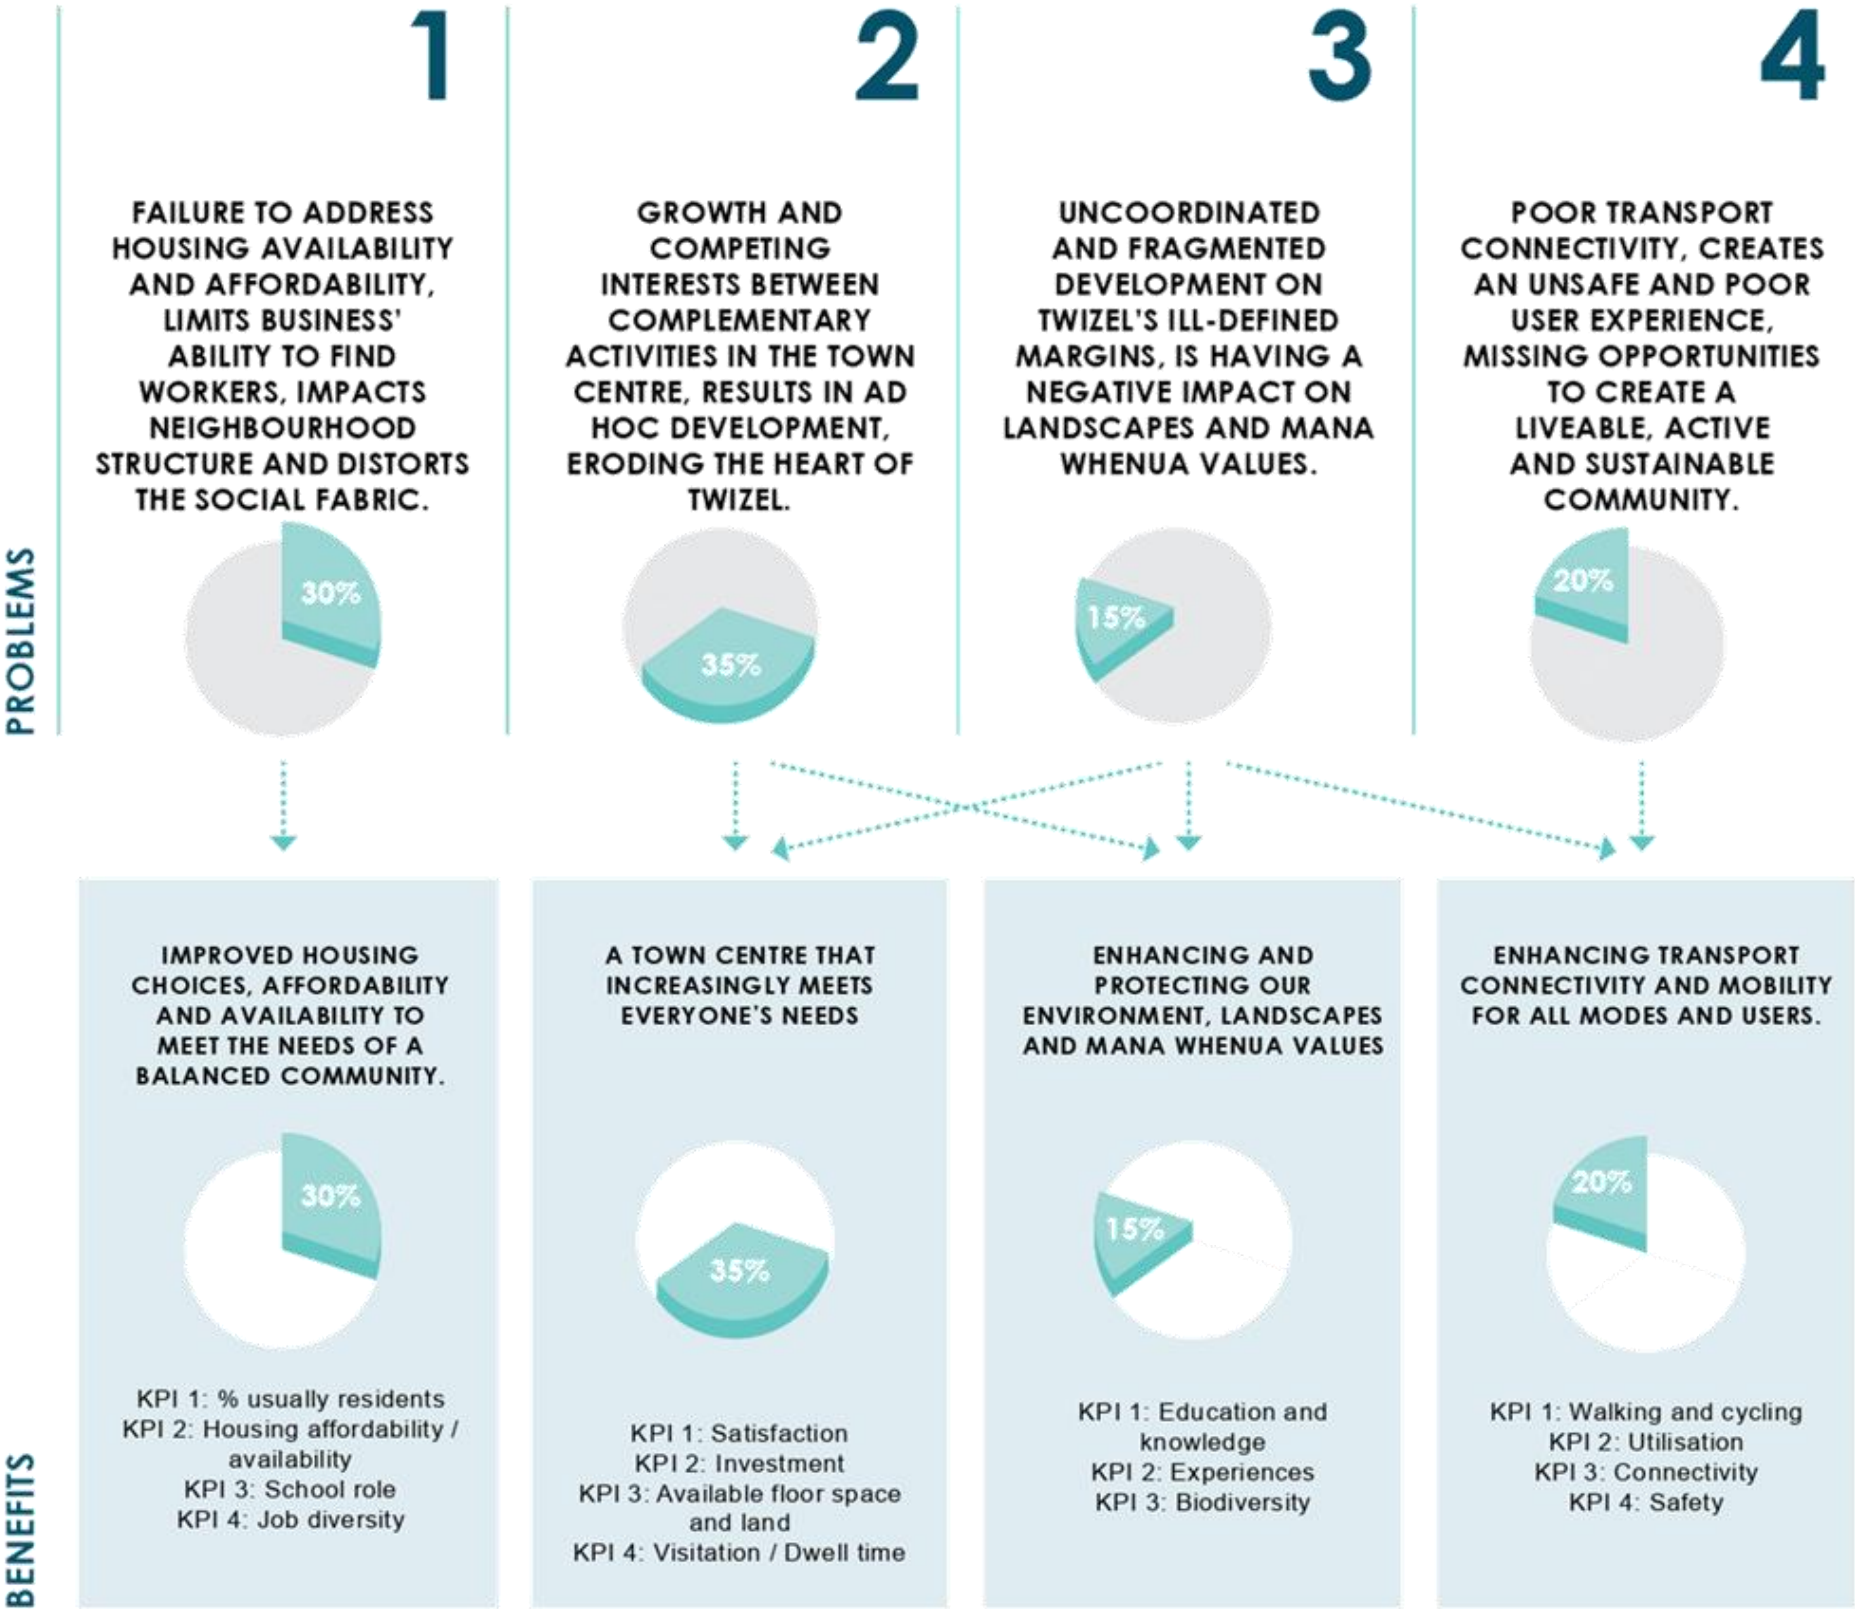 1
FAILURE TO ADDRESS
HOUSING AVAILABILITY
AND AFFORDABILITY,
LIMITS BUSINESS'
ABILITY TO FIND
WORKERS, IMPACTS
NEIGHBOURHOOD
STRUCTURE AND DISTORTS
THE SOCIAL FABRIC.
30%
2
GROWTH AND
COMPETING
INTERESTS BETWEEN
COMPLEMENTARY
ACTIVITIES IN THE TOWN
CENTRE, RESULTS IN AD
HOC DEVELOPMENT,
ERODING THE HEART OF
TWIZEL.
35%
3
UNCOORDINATED
AND FRAGMENTED
DEVELOPMENT ON
TWIZEL'S ILL-DEFINED
MARGINS, IS HAVING A
NEGATIVE IMPACT ON
LANDSCAPES AND MANA
WHENUA VALUES.
15%
4
POOR TRANSPORT
CONNECTIVITY, CREATES
AN UNSAFE AND POOR
USER EXPERIENCE,
MISSING OPPORTUNITIES
TO CREATE A
LIVEABLE, ACTIVE
AND SUSTAINABLE
COMMUNITY.
20%
PROBLEMS
IMPROVED HOUSING
CHOICES, AFFORDABILITY
AND AVAILABILITY TO
MEET THE NEEDS OF A
BALANCED COMMUNITY.
30%
KPI 1: % usually residents
KPI 2: Housing affordability /
availability
KPI 3: School role
KPI 4: Job diversity
A TOWN CENTRE THAT
INCREASINGLY MEETS
EVERYONE'S NEEDS
35%
KPI 1: Satisfaction
KPI 2: Investment
KPI 3: Available floor space
and land
KPI 4: Visitation / Dwell time
ENHANCING AND
PROTECTING OUR
ENVIRONMENT, LANDSCAPES
AND MANA WHENUA VALUES
15%
KPI 1: Education and
knowledge
KPI 2: Experiences
KPI 3: Biodiversity
ENHANCING TRANSPORT
CONNECTIVITY AND MOBILITY
FOR ALL MODES AND USERS.
20%
KPI 1: Walking and cycling
KPI 2: Utilisation
KPI 3: Connectivity
KPI 4: Safety
BENEFITS